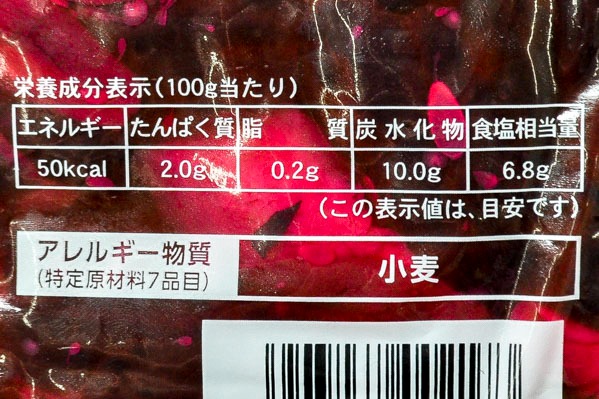 栄養成分表示(100g当たり)
エネルギー たんぱく質 脂質 炭水化物 食塩相当量
50kcal 2.0g 0.2g 10.0g 6.8g
(この表示値は、目安です)
アレルギー物質
(特定原材料7品目)
小麦